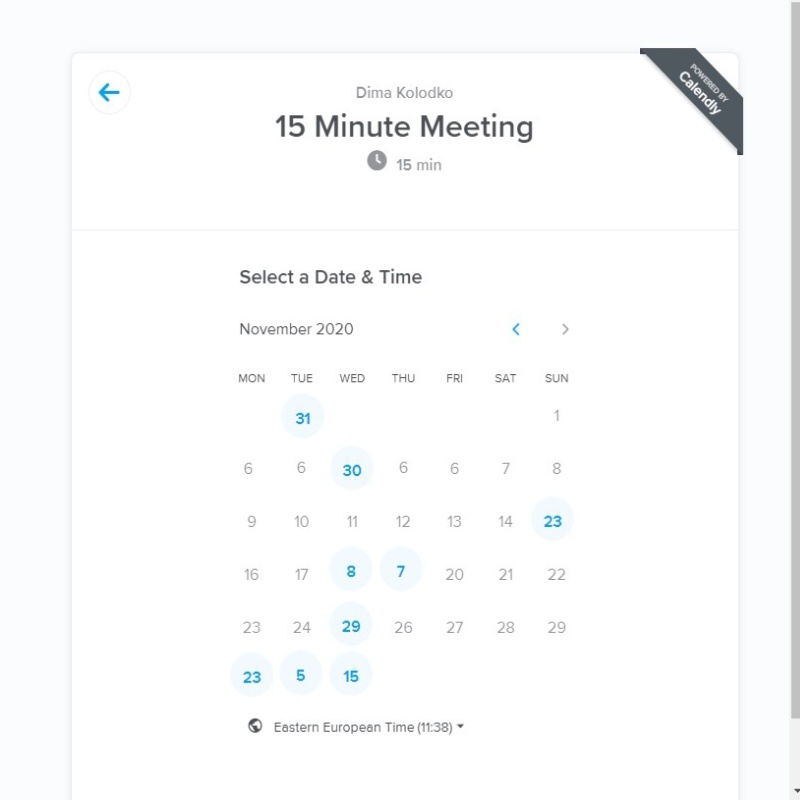 POWERED BY
Calendly
Dima Kolodko
15 Minute Meeting
15 min
Select a Date & Time
November 2020
MON TUE WED THU FRI SAT SUN
31 1
6 6 30 6 6 7 8
9 10 11 12 13 14 23
16 17 8 7 20 21 22
23 24 29 26 27 28 29
23 5 15
Eastern European Time (11:38)